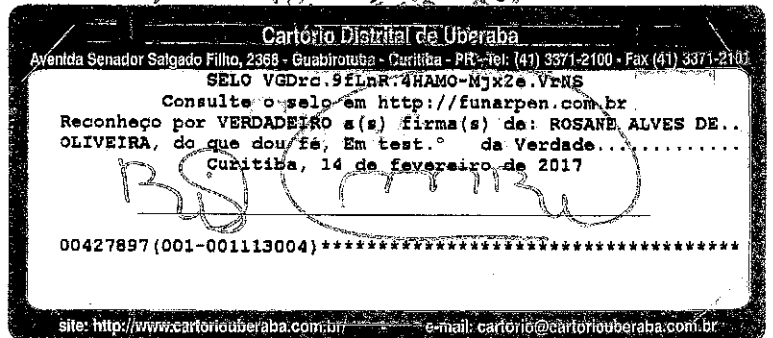 Cartório Distrital de Uberaba
Avenida Senador Salgado Filho, 2368 - Guabirotuba - Curitiba - PR - Tel: (41) 3371-2100 - Fax (41) 3371-2101
SELO VGDrc.9fLnR.4HAMO-Mjx2e.VrNS
Consulte o selo em http://funarpen.com.br
Reconheço por VERDADEIRO a(s) firma(s) de: ROSANE ALVES DE..
OLIVEIRA, do que dou fé, Em test.° da Verdade.............
Curitiba, 14 de fevereiro de 2017
00427897(001-001113004)**************************************
site: http://www.cartoriouberaba.com.br/ - e-mail: cartorio@cartoriouberaba.com.br